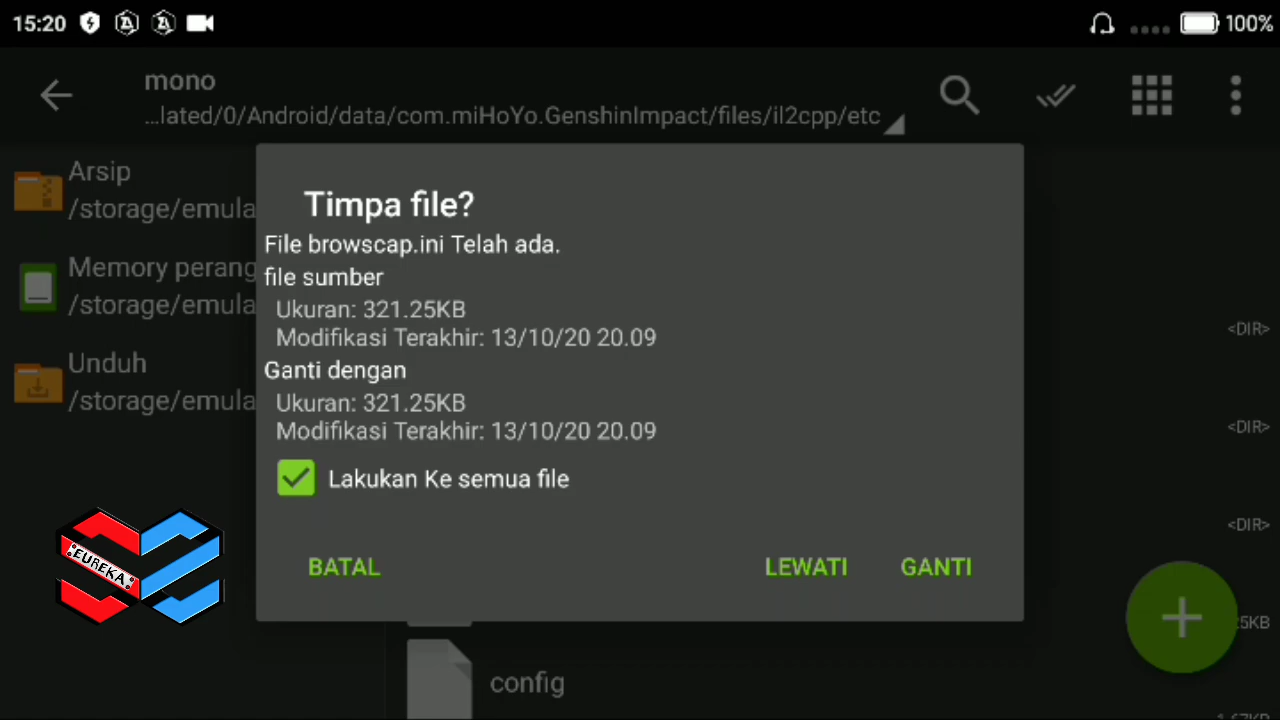 15:20
100%
mono
...lated/0/Android/data/com.miHoYo.GenshinImpact/files/il2cpp/etc
Arsip
/storage/emula
Memory perang
/storage/emula
Unduh
/storage/emula
Timpa file?
File browscap.ini Telah ada.
file sumber
Ukuran: 321.25KB
Modifikasi Terakhir: 13/10/20 20.09
Ganti dengan
Ukuran: 321.25KB
Modifikasi Terakhir: 13/10/20 20.09
Lakukan Ke semua file
BATAL
LEWATI
GANTI
<DIR>
<DIR>
<DIR>
EUREKA
5KB
config